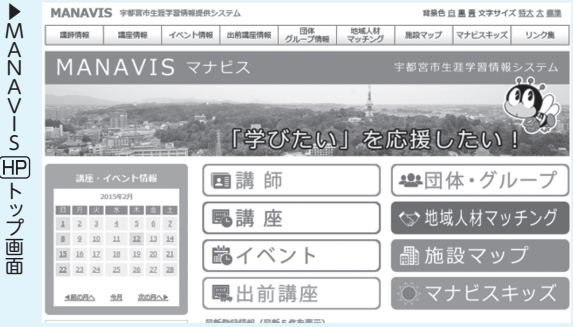 ▶MANAVIS HPトップ画面
MANAVIS 宇都宮市生涯学習情報提供システム
背景色 白 黒 青 文字サイズ 特大 大 縮小
講師情報 講座情報 イベント情報 出前講座情報 団体グループ情報 地域人材マッチング 施設マップ マナビスキッズ リンク集
MANAVIS マナビス
宇都宮市生涯学習情報システム
「学びたい」を応援したい！
講座・イベント情報
2015年2月
日 月 火 水 木 金 土
1 2 3 4 5 6 7
8 9 10 11 12 13 14
15 16 17 18 19 20 21
22 23 24 25 26 27 28
◀前の月へ 今月 次の月へ▶
講師
団体・グループ
講座
地域人材マッチング
イベント
施設マップ
出前講座
マナビスキッズ